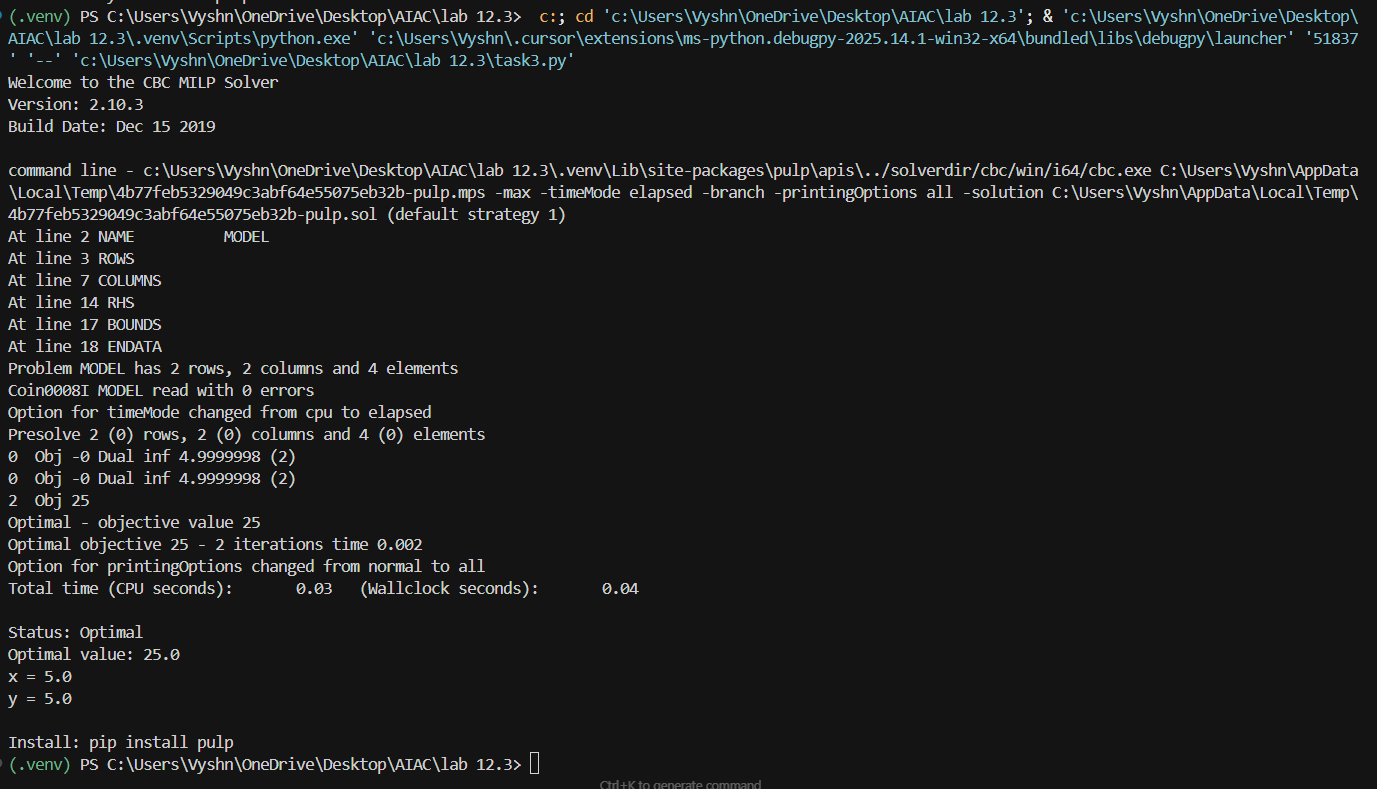 (.venv) PS C:\Users\Vyshn\OneDrive\Desktop\AIAC\lab 12.3>  c:; cd 'c:\Users\Vyshn\OneDrive\Desktop\AIAC\lab 12.3'; & 'c:\Users\Vyshn\OneDrive\Desktop\
AIAC\lab 12.3\.venv\Scripts\python.exe' 'c:\Users\Vyshn\.cursor\extensions\ms-python.debugpy-2025.14.1-win32-x64\bundled\libs\debugpy\launcher' '51837
' '--' 'c:\Users\Vyshn\OneDrive\Desktop\AIAC\lab 12.3\task3.py'
Welcome to the CBC MILP Solver
Version: 2.10.3
Build Date: Dec 15 2019
command line - c:\Users\Vyshn\OneDrive\Desktop\AIAC\lab 12.3\.venv\Lib\site-packages\pulp\apis\../solverdir/cbc/win/i64/cbc.exe C:\Users\Vyshn\AppData
\Local\Temp\4b77feb5329049c3abf64e55075eb32b-pulp.mps -max -timeMode elapsed -branch -printingOptions all -solution C:\Users\Vyshn\AppData\Local\Temp\
4b77feb5329049c3abf64e55075eb32b-pulp.sol (default strategy 1)
At line 2 NAME          MODEL
At line 3 ROWS
At line 7 COLUMNS
At line 14 RHS
At line 17 BOUNDS
At line 18 ENDATA
Problem MODEL has 2 rows, 2 columns and 4 elements
Coin0008I MODEL read with 0 errors
Option for timeMode changed from cpu to elapsed
Presolve 2 (0) rows, 2 (0) columns and 4 (0) elements
0  Obj -0 Dual inf 4.9999998 (2)
0  Obj -0 Dual inf 4.9999998 (2)
2  Obj 25
Optimal - objective value 25
Optimal objective 25 - 2 iterations time 0.002
Option for printingOptions changed from normal to all
Total time (CPU seconds):       0.03   (Wallclock seconds):       0.04
Status: Optimal
Optimal value: 25.0
x = 5.0
y = 5.0
Install: pip install pulp
(.venv) PS C:\Users\Vyshn\OneDrive\Desktop\AIAC\lab 12.3>
Ctrl+K to generate command